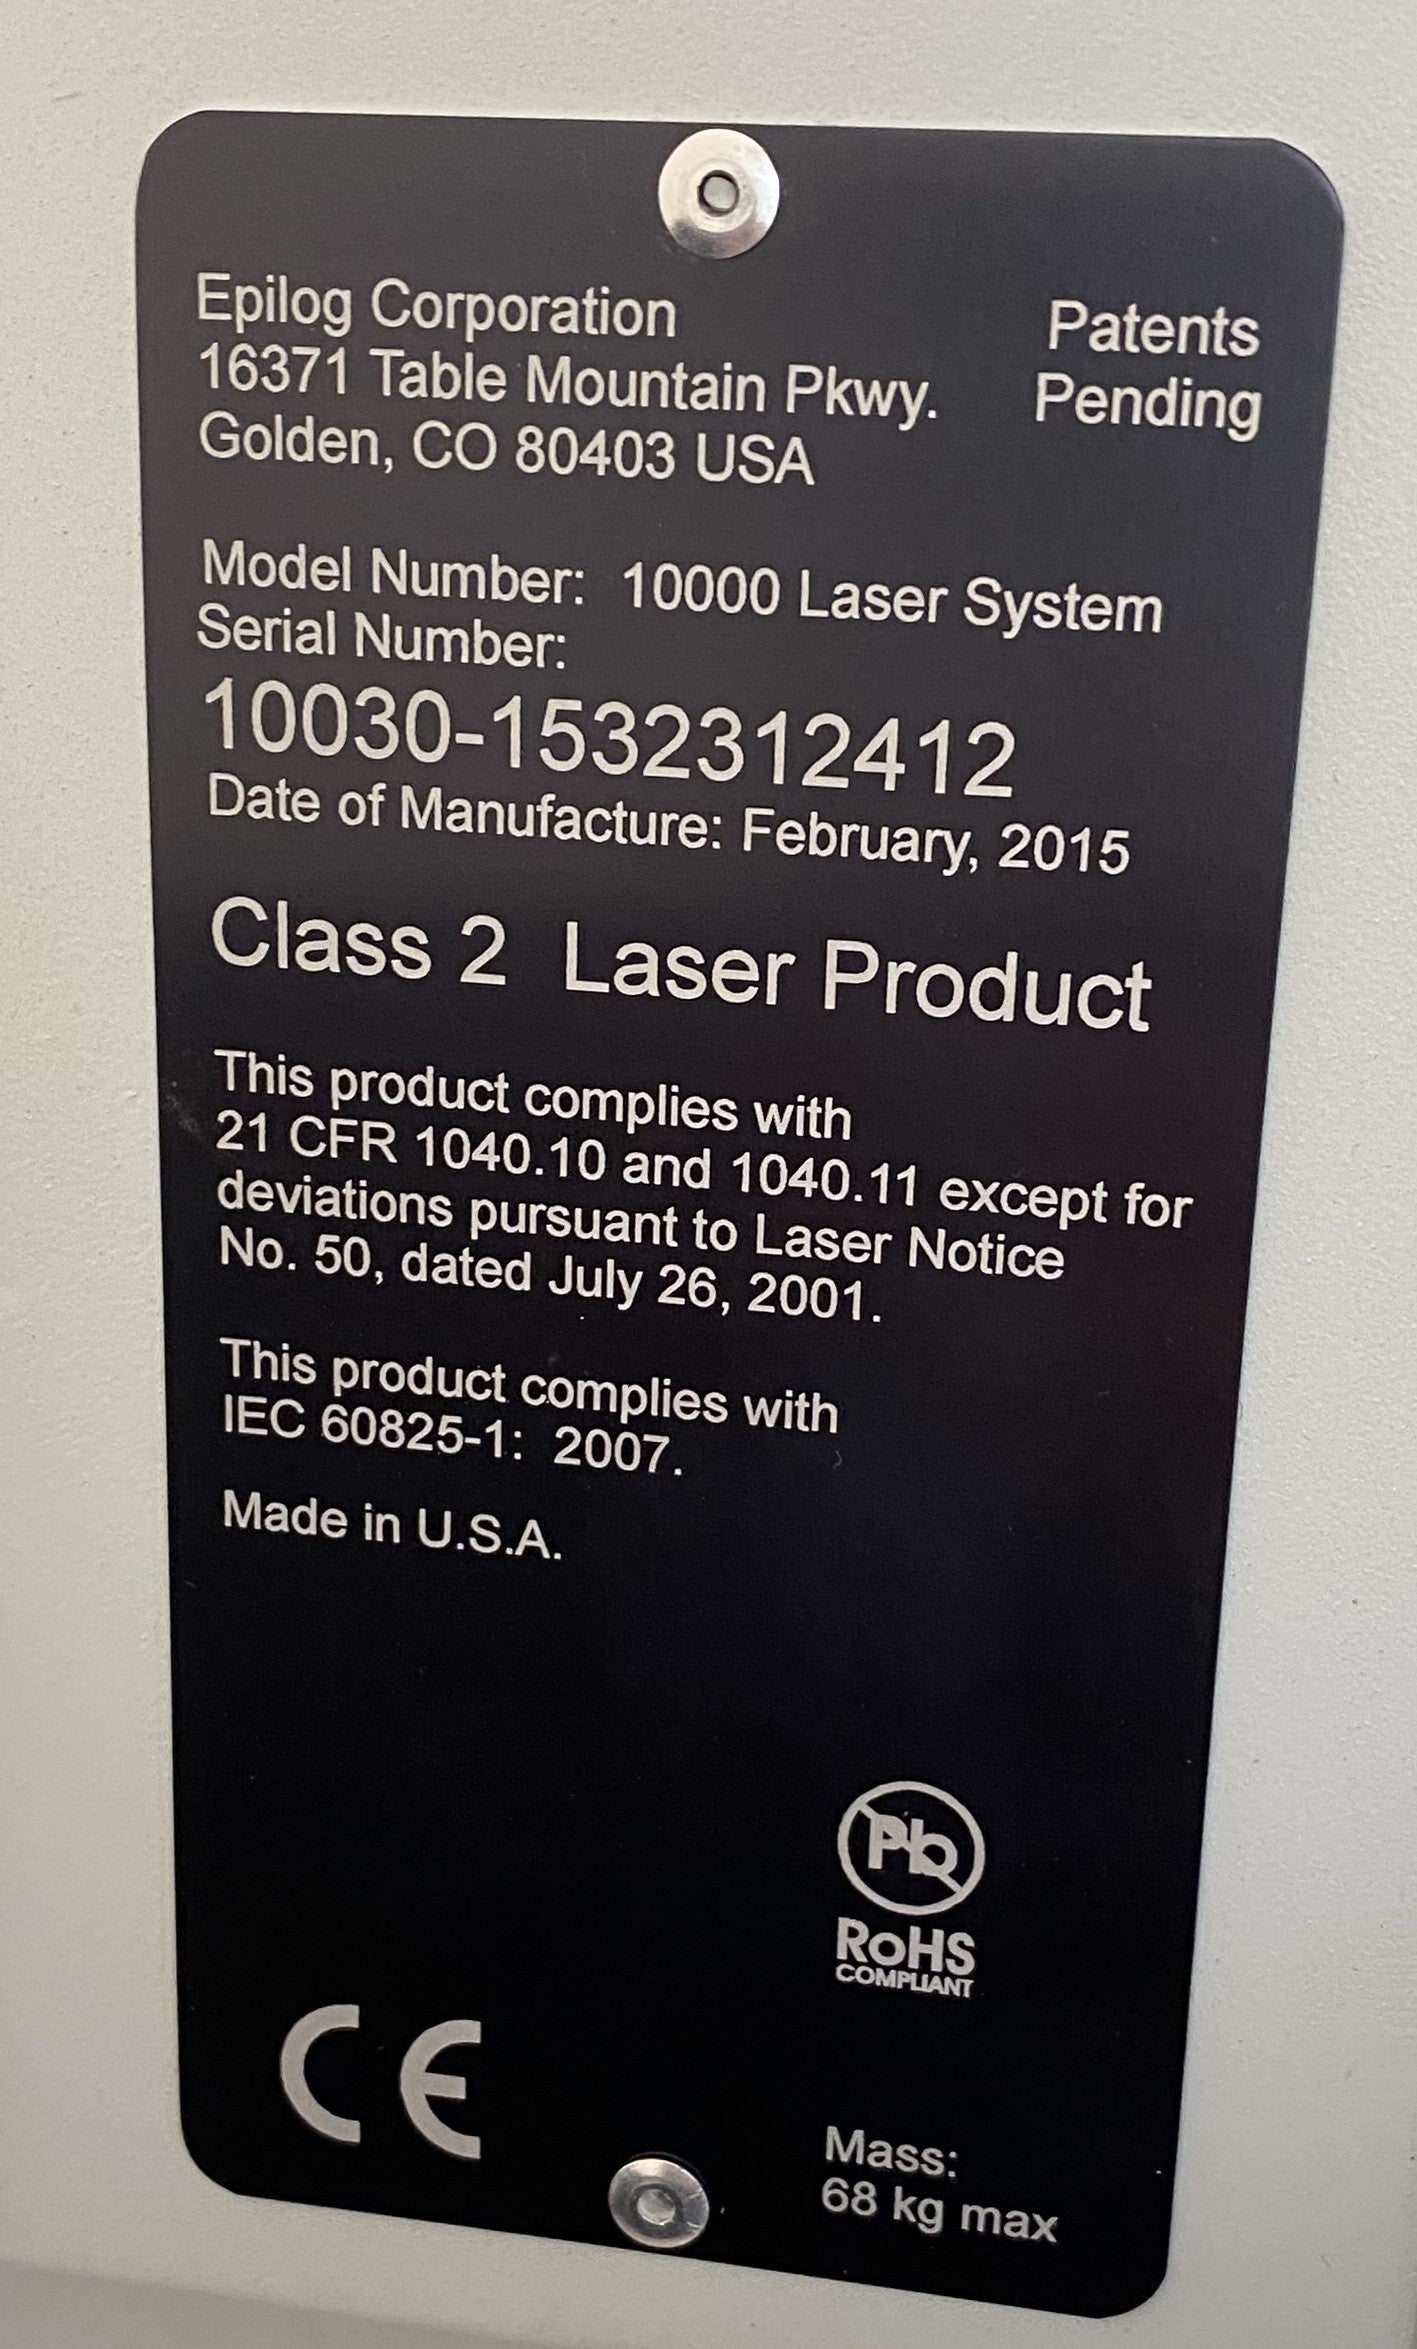 Epilog Corporation
16371 Table Mountain Pkwy.
Golden, CO 80403 USA
Patents
Pending
Model Number:  10000 Laser System
Serial Number:
10030-1532312412
Date of Manufacture: February, 2015
Class 2  Laser Product
This product complies with
21 CFR 1040.10 and 1040.11 except for
deviations pursuant to Laser Notice
No. 50, dated July 26, 2001.
This product complies with
IEC 60825-1:  2007.
Made in U.S.A.
Pb
RoHS
COMPLIANT
CE
Mass:
68 kg max